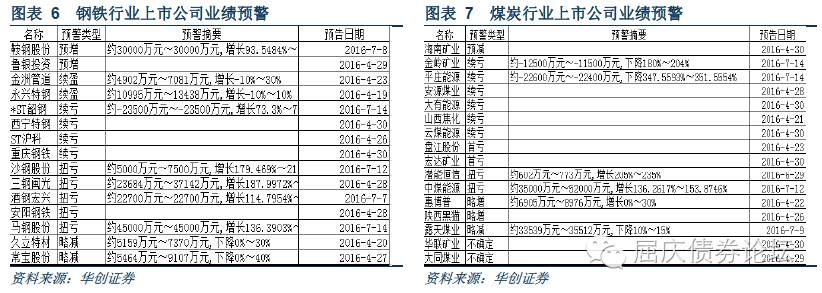 图表 6 钢铁行业上市公司业绩预警
名称 预警类型 预警摘要 预告日期
鞍钢股份 预增 约30000万元～30000万元,增长93.5484%～ 2016-7-8
鲁银投资 预增 2016-4-29
金洲管道 续盈 约4902万元～7081万元,增长-10%～30% 2016-4-23
永兴特钢 续盈 约10995万元～13438万元,增长-10%～10% 2016-4-19
*ST韶钢 续亏 约-23500万元～-23500万元,增长73.3%～7 2016-7-14
西宁特钢 续亏 2016-4-30
ST沪科 续亏 2016-4-26
重庆钢铁 续亏 2016-4-30
沙钢股份 扭亏 约5000万元～7500万元,增长179.469%～21 2016-7-12
三钢闽光 扭亏 约23684万元～37142万元,增长187.9972%～ 2016-4-28
酒钢宏兴 扭亏 约22700万元～22700万元,增长114.7954%～ 2016-7-7
安阳钢铁 扭亏 2016-4-28
马钢股份 扭亏 约45000万元～45000万元,增长136.3903%～ 2016-7-14
久立特材 略减 约5159万元～7370万元,下降0%～30% 2016-4-20
常宝股份 略减 约5464万元～9107万元,下降0%～40% 2016-4-27
资料来源：华创证券
图表 7 煤炭行业上市公司业绩预警
名称 预警类型 预警摘要 预告日期
海南矿业 预减 2016-4-30
金岭矿业 续亏 约-12500万元～-11500万元,下降180%～204% 2016-7-14
平庄能源 续亏 约-22600万元～-22400万元,下降347.5593%～351.5554% 2016-7-14
安源煤业 续亏 2016-4-28
大有能源 续亏 2016-4-30
山西焦化 续亏 2016-4-21
云煤能源 续亏 2016-4-30
盘江股份 首亏 2016-4-23
宏达矿业 首亏 2016-4-30
潜能恒信 扭亏 约602万元～773万元,增长205%～235% 2016-6-29
中煤能源 扭亏 约35000万元～52000万元,增长136.2617%～153.8746% 2016-7-12
惠博普 略增 约6905万元～8976万元,增长0%～30% 2016-4-22
陕西黑猫 略增 2016-4-26
露天煤业 略减 约33539万元～35512万元,下降10%～15% 2016-7-9
华联矿业 不确定 2016-4-30
大同煤业 不确定 2016-4-29
资料来源：华创证券
屈庆债券论坛